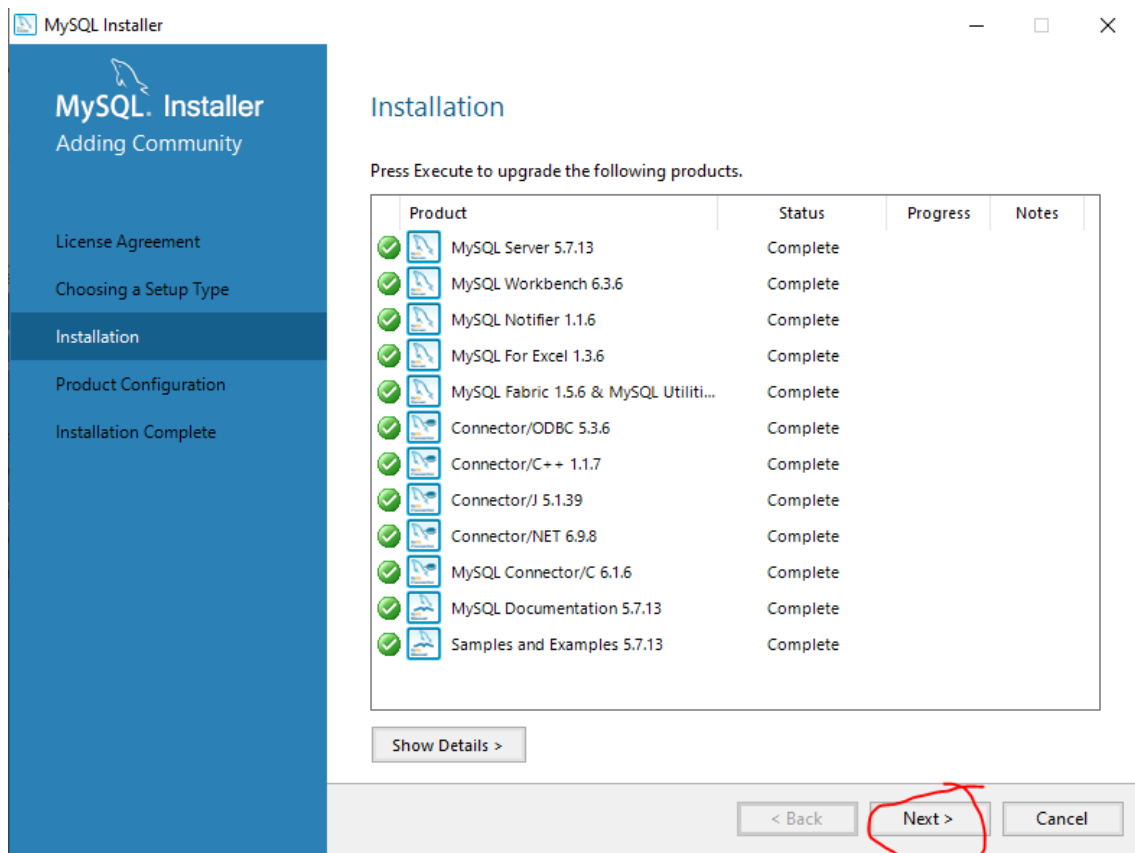 MySQL Installer
MySQL. Installer
Adding Community
License Agreement
Choosing a Setup Type
Installation
Product Configuration
Installation Complete
Installation
Press Execute to upgrade the following products.
Product Status Progress Notes
MySQL Server 5.7.13 Complete
MySQL Workbench 6.3.6 Complete
MySQL Notifier 1.1.6 Complete
MySQL For Excel 1.3.6 Complete
MySQL Fabric 1.5.6 & MySQL Utiliti... Complete
Connector/ODBC 5.3.6 Complete
Connector/C++ 1.1.7 Complete
Connector/J 5.1.39 Complete
Connector/NET 6.9.8 Complete
MySQL Connector/C 6.1.6 Complete
MySQL Documentation 5.7.13 Complete
Samples and Examples 5.7.13 Complete
Show Details >
< Back Next > Cancel